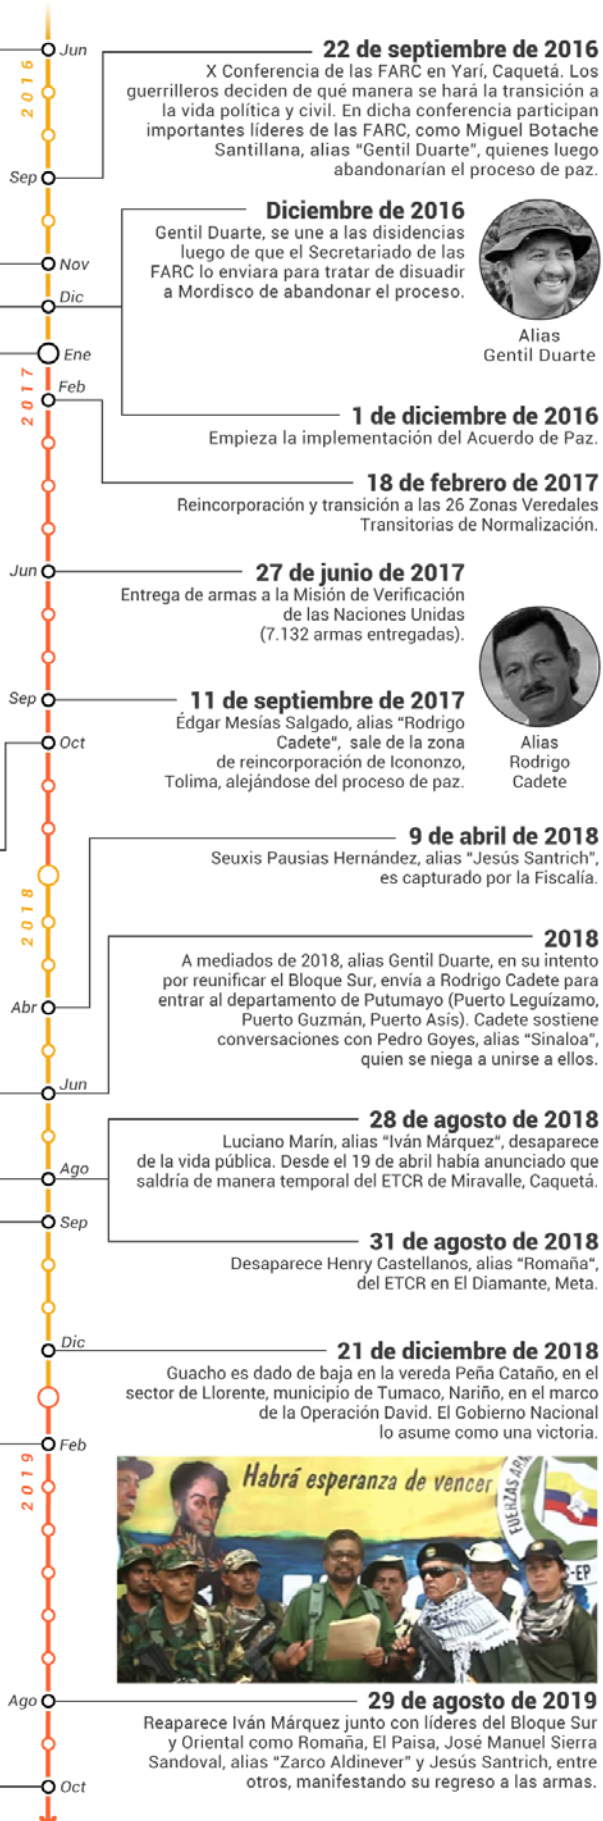 Jun
2016
22 de septiembre de 2016
X Conferencia de las FARC en Yarí, Caquetá. Los
guerrilleros deciden de qué manera se hará la transición a
la vida política y civil. En dicha conferencia participan
importantes líderes de las FARC, como Miguel Botache
Santillana, alias “Gentil Duarte”, quienes luego
abandonarían el proceso de paz.
Sep
Diciembre de 2016
Gentil Duarte, se une a las disidencias
luego de que el Secretariado de las
FARC lo enviara para tratar de disuadir
a Mordisco de abandonar el proceso.
Alias
Gentil Duarte
Nov
Dic
Ene
2017
Feb
1 de diciembre de 2016
Empieza la implementación del Acuerdo de Paz.
18 de febrero de 2017
Reincorporación y transición a las 26 Zonas Veredales
Transitorias de Normalización.
Jun
27 de junio de 2017
Entrega de armas a la Misión de Verificación
de las Naciones Unidas
(7.132 armas entregadas).
Sep
11 de septiembre de 2017
Édgar Mesías Salgado, alias “Rodrigo
Cadete“, sale de la zona
de reincorporación de Icononzo,
Tolima, alejándose del proceso de paz.
Alias
Rodrigo
Cadete
Oct
9 de abril de 2018
Seuxis Pausias Hernández, alias “Jesús Santrich”,
es capturado por la Fiscalía.
2018
2018
A mediados de 2018, alias Gentil Duarte, en su intento
por reunificar el Bloque Sur, envía a Rodrigo Cadete para
entrar al departamento de Putumayo (Puerto Leguízamo,
Puerto Guzmán, Puerto Asís). Cadete sostiene
conversaciones con Pedro Goyes, alias “Sinaloa”,
quien se niega a unirse a ellos.
Abr
Jun
28 de agosto de 2018
Luciano Marín, alias “Iván Márquez“, desaparece
de la vida pública. Desde el 19 de abril había anunciado que
saldría de manera temporal del ETCR de Miravalle, Caquetá.
Ago
Sep
31 de agosto de 2018
Desaparece Henry Castellanos, alias “Romaña“,
del ETCR en El Diamante, Meta.
Dic
21 de diciembre de 2018
Guacho es dado de baja en la vereda Peña Cataño, en el
sector de Llorente, municipio de Tumaco, Nariño, en el marco
de la Operación David. El Gobierno Nacional
lo asume como una victoria.
Feb
2019
Habrá esperanza de vencer
FUERZAS ARM
-EP
Ago
29 de agosto de 2019
Reaparece Iván Márquez junto con líderes del Bloque Sur
y Oriental como Romaña, El Paisa, José Manuel Sierra
Sandoval, alias “Zarco Aldinever” y Jesús Santrich, entre
otros, manifestando su regreso a las armas.
Oct